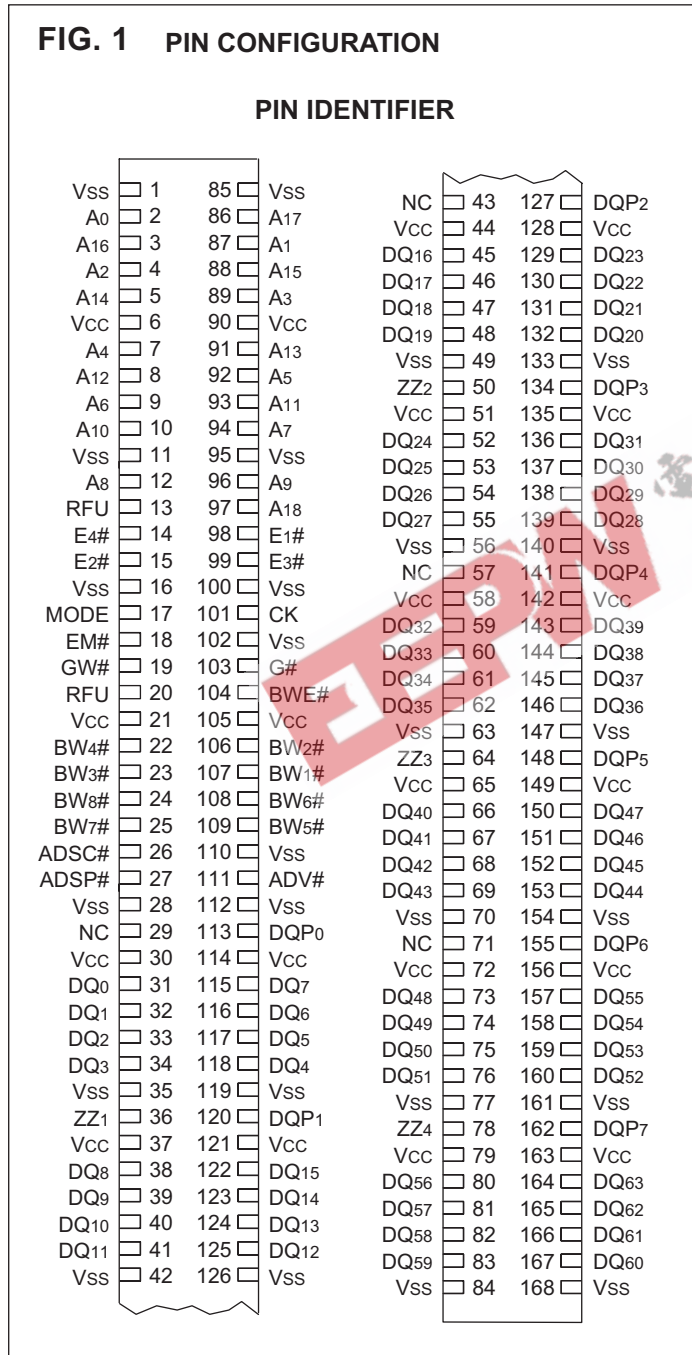 FIG. 1 PIN CONFIGURATION
PIN IDENTIFIER
VSS 1 85 VSS
A0 2 86 A17
A16 3 87 A1
A2 4 88 A15
A14 5 89 A3
VCC 6 90 VCC
A4 7 91 A13
A12 8 92 A5
A6 9 93 A11
A10 10 94 A7
VSS 11 95 VSS
A8 12 96 A9
RFU 13 97 A18
E4# 14 98 E1#
E2# 15 99 E3#
VSS 16 100 VSS
MODE 17 101 CK
EM# 18 102 VSS
GW# 19 103 G#
RFU 20 104 BWE#
VCC 21 105 VCC
BW4# 22 106 BW2#
BW3# 23 107 BW1#
BW8# 24 108 BW6#
BW7# 25 109 BW5#
ADSC# 26 110 VSS
ADSP# 27 111 ADV#
VSS 28 112 VSS
NC 29 113 DQP0
VCC 30 114 VCC
DQ0 31 115 DQ7
DQ1 32 116 DQ6
DQ2 33 117 DQ5
DQ3 34 118 DQ4
VSS 35 119 VSS
ZZ1 36 120 DQP1
VCC 37 121 VCC
DQ8 38 122 DQ15
DQ9 39 123 DQ14
DQ10 40 124 DQ13
DQ11 41 125 DQ12
VSS 42 126 VSS
NC 43 127 DQP2
VCC 44 128 VCC
DQ16 45 129 DQ23
DQ17 46 130 DQ22
DQ18 47 131 DQ21
DQ19 48 132 DQ20
VSS 49 133 VSS
ZZ2 50 134 DQP3
VCC 51 135 VCC
DQ24 52 136 DQ31
DQ25 53 137 DQ30
DQ26 54 138 DQ29
DQ27 55 139 DQ28
VSS 56 140 VSS
NC 57 141 DQP4
VCC 58 142 VCC
DQ32 59 143 DQ39
DQ33 60 144 DQ38
DQ34 61 145 DQ37
DQ35 62 146 DQ36
VSS 63 147 VSS
ZZ3 64 148 DQP5
VCC 65 149 VCC
DQ40 66 150 DQ47
DQ41 67 151 DQ46
DQ42 68 152 DQ45
DQ43 69 153 DQ44
VSS 70 154 VSS
NC 71 155 DQP6
VCC 72 156 VCC
DQ48 73 157 DQ55
DQ49 74 158 DQ54
DQ50 75 159 DQ53
DQ51 76 160 DQ52
VSS 77 161 VSS
ZZ4 78 162 DQP7
VCC 79 163 VCC
DQ56 80 164 DQ63
DQ57 81 165 DQ62
DQ58 82 166 DQ61
DQ59 83 167 DQ60
VSS 84 168 VSS
EEPW